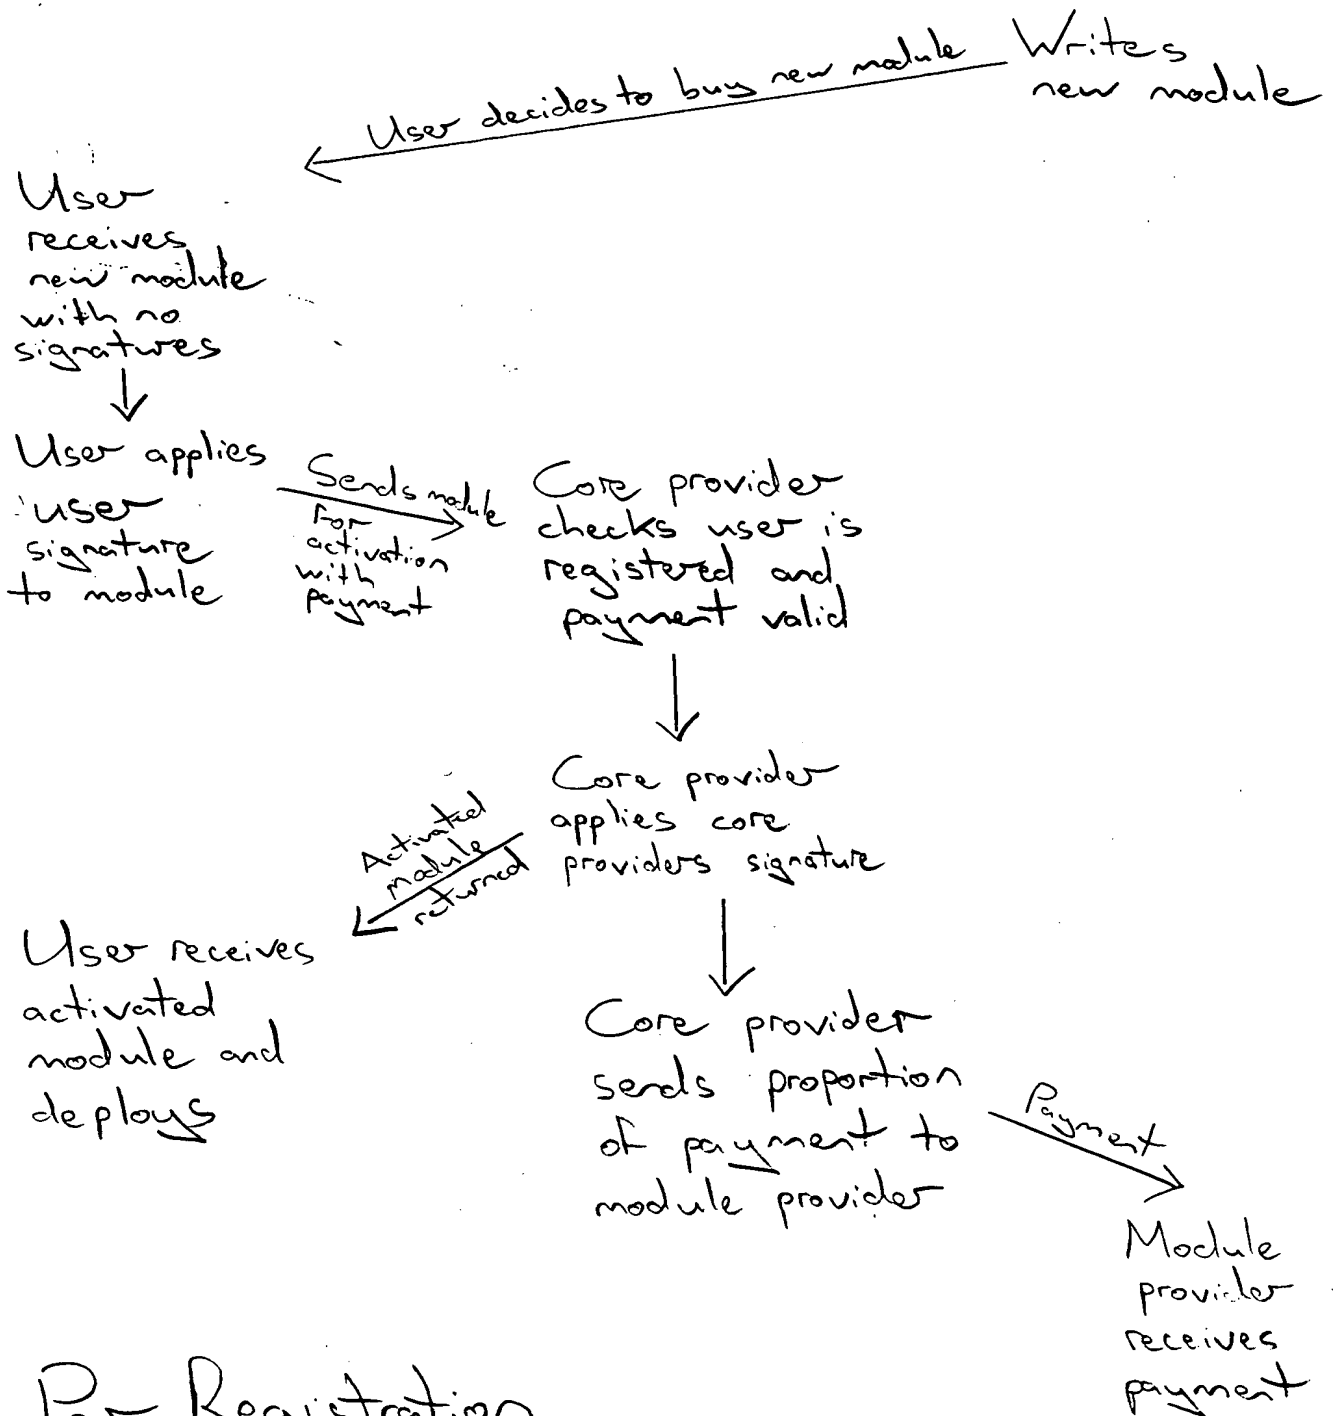 Writes
new module
User decides to buy new module
User
receives
new module
with no
signatures
User applies
user
signature
to module
Sends module
for
activation
with
payment
Core provider
checks user is
registered and
payment valid
Core provider
applies core
providers signature
Activated
module
returned
User receives
activated
module and
deploys
Core provider
sends proportion
of payment to
module provider
Payment
Module
provider
receives
payment
Registration